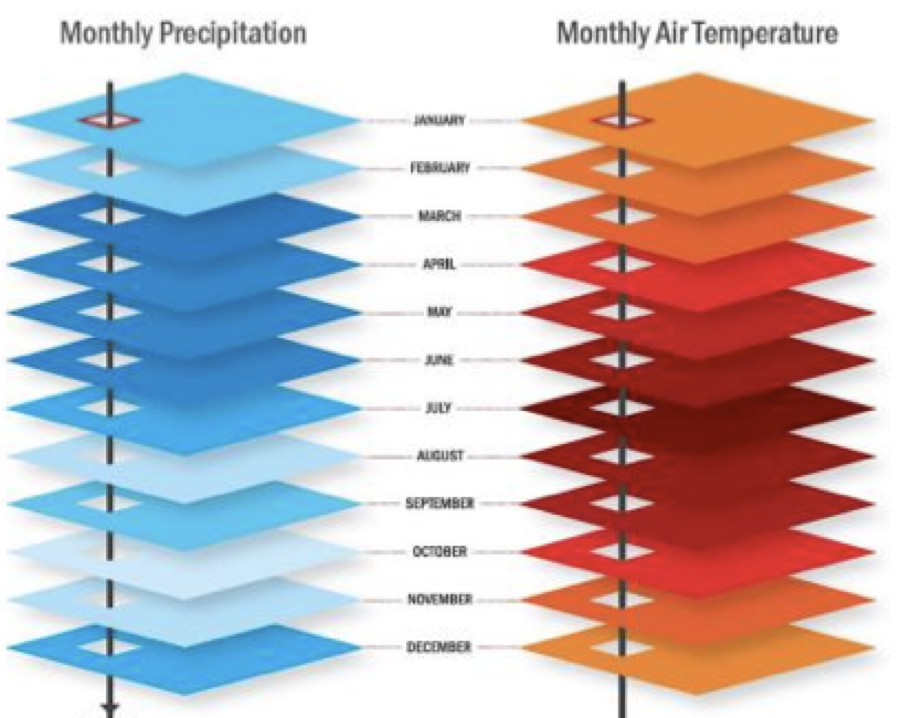 Monthly Precipitation
Monthly Air Temperature
JANUARY
FEBRUARY
MARCH
APRIL
MAY
JUNE
JULY
AUGUST
SEPTEMBER
OCTOBER
NOVEMBER
DECEMBER